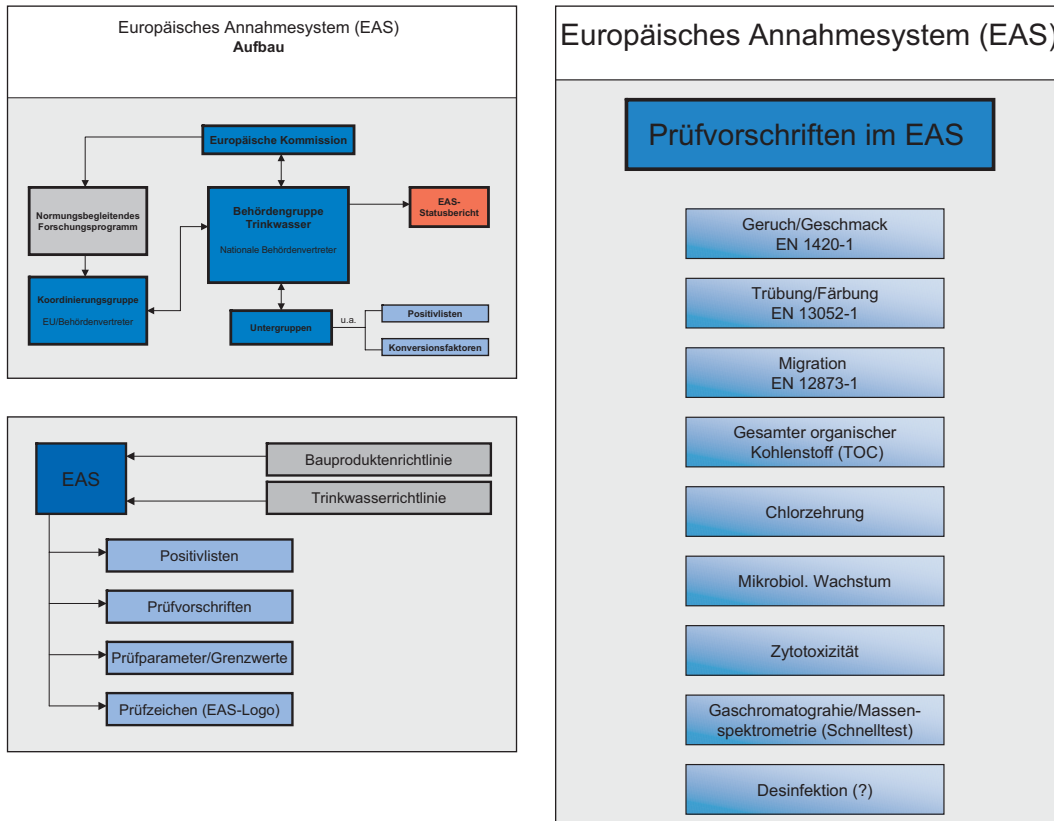 Europäisches Annahmesystem (EAS)
Aufbau
Europäische Kommission
Normungsbegleitendes
Forschungsprogramm
Behördengruppe
Trinkwasser
Nationale Behördenvertreter
EAS-
Statusbericht
Koordinierungsgruppe
EU/Behördenvertreter
Untergruppen
u.a.
Positivlisten
Konversionsfaktoren
EAS
Bauproduktenrichtlinie
Trinkwasserrichtlinie
Positivlisten
Prüfvorschriften
Prüfparameter/Grenzwerte
Prüfzeichen (EAS-Logo)
Europäisches Annahmesystem (EAS)
Prüfvorschriften im EAS
Geruch/Geschmack
EN 1420-1
Trübung/Färbung
EN 13052-1
Migration
EN 12873-1
Gesamter organischer
Kohlenstoff (TOC)
Chlorzehrung
Mikrobiol. Wachstum
Zytotoxizität
Gaschromatograhie/Massen-
spektrometrie (Schnelltest)
Desinfektion (?)